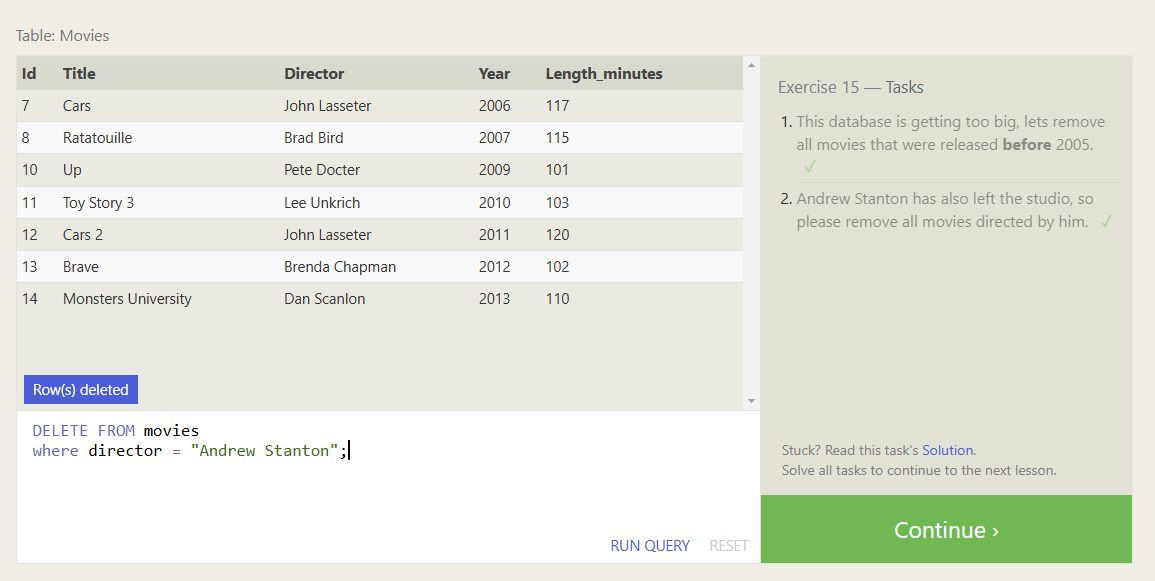 Table: Movies
Id Title Director Year Length_minutes
7 Cars John Lasseter 2006 117
8 Ratatouille Brad Bird 2007 115
10 Up Pete Docter 2009 101
11 Toy Story 3 Lee Unkrich 2010 103
12 Cars 2 John Lasseter 2011 120
13 Brave Brenda Chapman 2012 102
14 Monsters University Dan Scanlon 2013 110
Row(s) deleted
DELETE FROM movies
where director = "Andrew Stanton";
RUN QUERY RESET
Exercise 15 — Tasks
1. This database is getting too big, lets remove
all movies that were released before 2005.
✓
2. Andrew Stanton has also left the studio, so
please remove all movies directed by him. ✓
Stuck? Read this task's Solution.
Solve all tasks to continue to the next lesson.
Continue ›